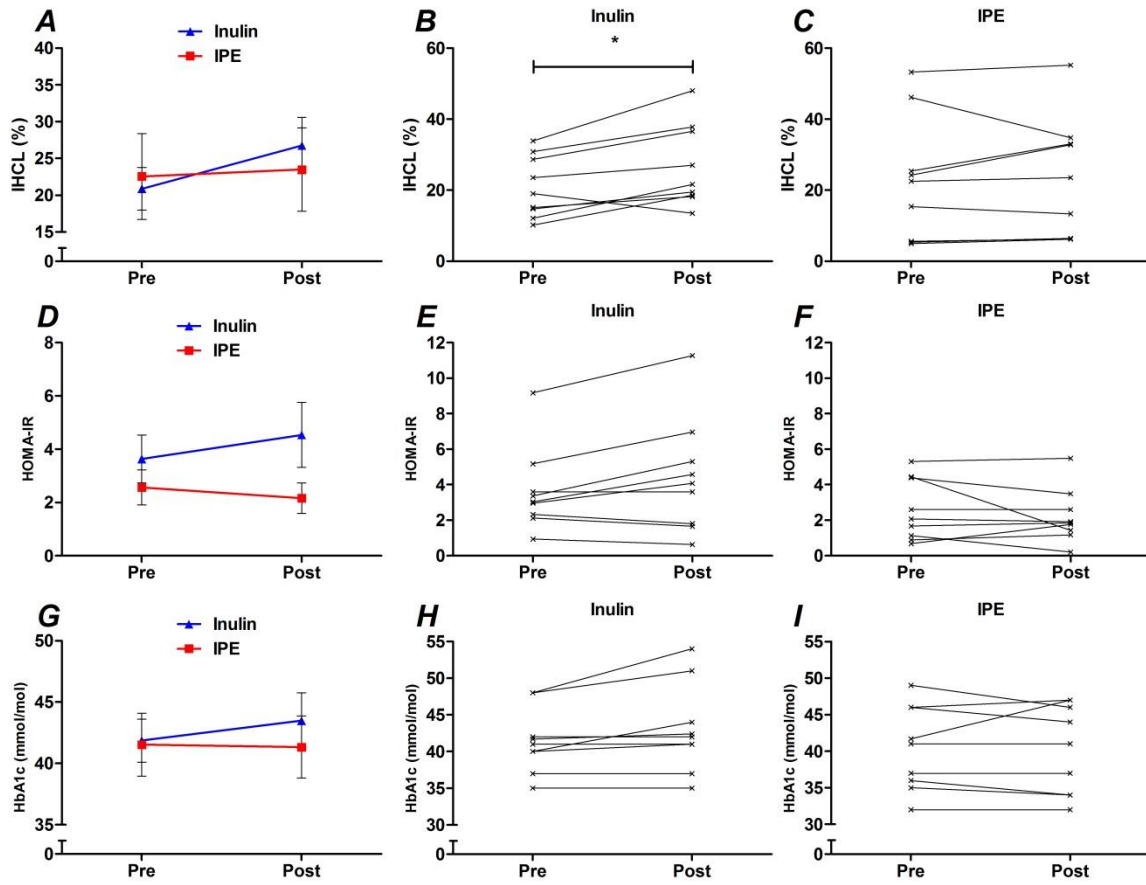 A
Inulin
IPE
40
35
30
25
20
15
0
IHCL (%)
Pre Post
B
Inulin
*
60
40
20
0
IHCL (%)
Pre Post
C
IPE
60
40
20
0
IHCL (%)
Pre Post
D
Inulin
IPE
8
6
4
2
0
HOMA-IR
Pre Post
E
Inulin
12
10
8
6
4
2
0
HOMA-IR
Pre Post
F
IPE
12
10
8
6
4
2
0
HOMA-IR
Pre Post
G
Inulin
IPE
50
45
40
35
0
HbA1c (mmol/mol)
Pre Post
H
Inulin
55
50
45
40
35
30
0
HbA1c (mmol/mol)
Pre Post
I
IPE
55
50
45
40
35
30
0
HbA1c (mmol/mol)
Pre Post